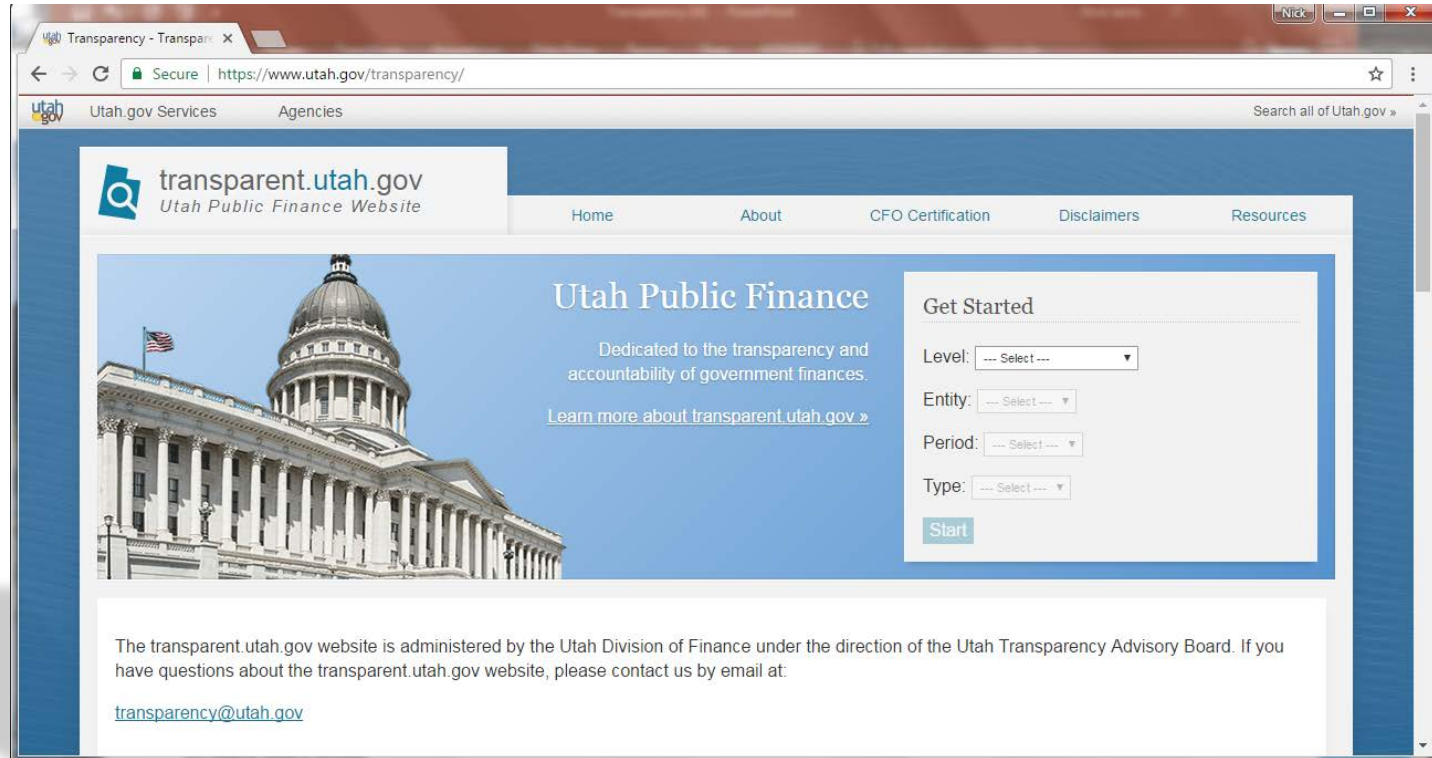 Nick
Transparency - Transpare
Secure | https://www.utah.gov/transparency/
utah gov Utah.gov Services Agencies Search all of Utah.gov »
transparent.utah.gov
Utah Public Finance Website
Home About CFO Certification Disclaimers Resources
Utah Public Finance
Dedicated to the transparency and
accountability of government finances.
Learn more about transparent.utah.gov »
Get Started
Level: --- Select ---
Entity: --- Select ---
Period: --- Select ---
Type: --- Select ---
Start
The transparent.utah.gov website is administered by the Utah Division of Finance under the direction of the Utah Transparency Advisory Board. If you
have questions about the transparent.utah.gov website, please contact us by email at:
transparency@utah.gov